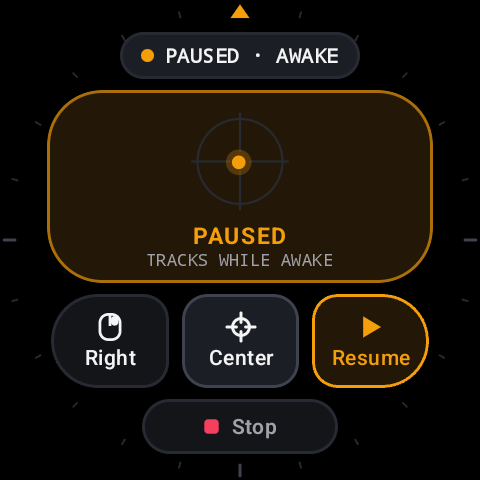 PAUSED · AWAKE
PAUSED
TRACKS WHILE AWAKE
Right
Center
Resume
Stop